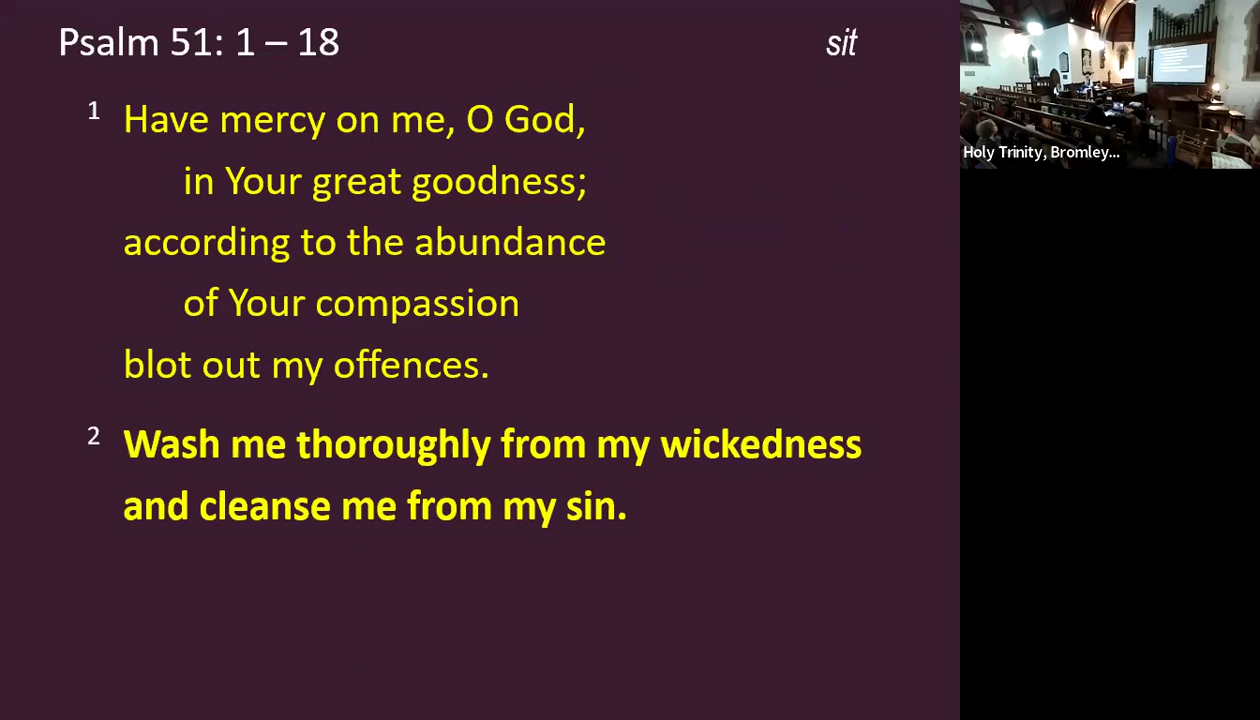 Psalm 51: 1 – 18
sit
1 Have mercy on me, O God,
in Your great goodness;
according to the abundance
of Your compassion
blot out my offences.
2 Wash me thoroughly from my wickedness
and cleanse me from my sin.
Holy Trinity, Bromley...